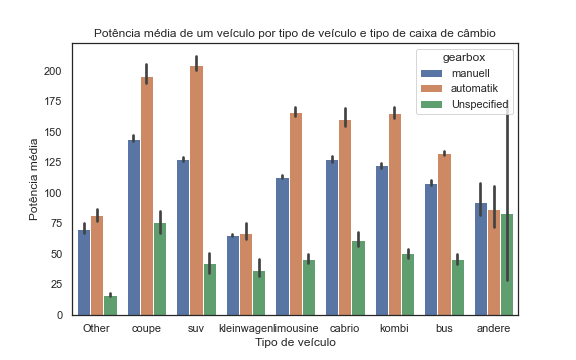 Potência média de um veículo por tipo de veículo e tipo de caixa de câmbio
gearbox
manuell
automatik
Unspecified
Potência média
200
175
150
125
100
75
50
25
0
Other coupe suv kleinwagen limousine cabrio kombi bus andere
Tipo de veículo